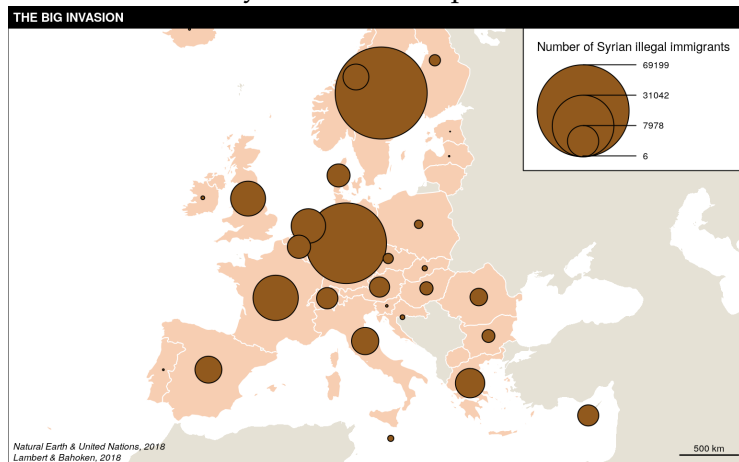 THE BIG INVASION
Number of Syrian illegal immigrants
69199
31042
7978
6
Natural Earth & United Nations, 2018
Lambert & Bahoken, 2018
500 km